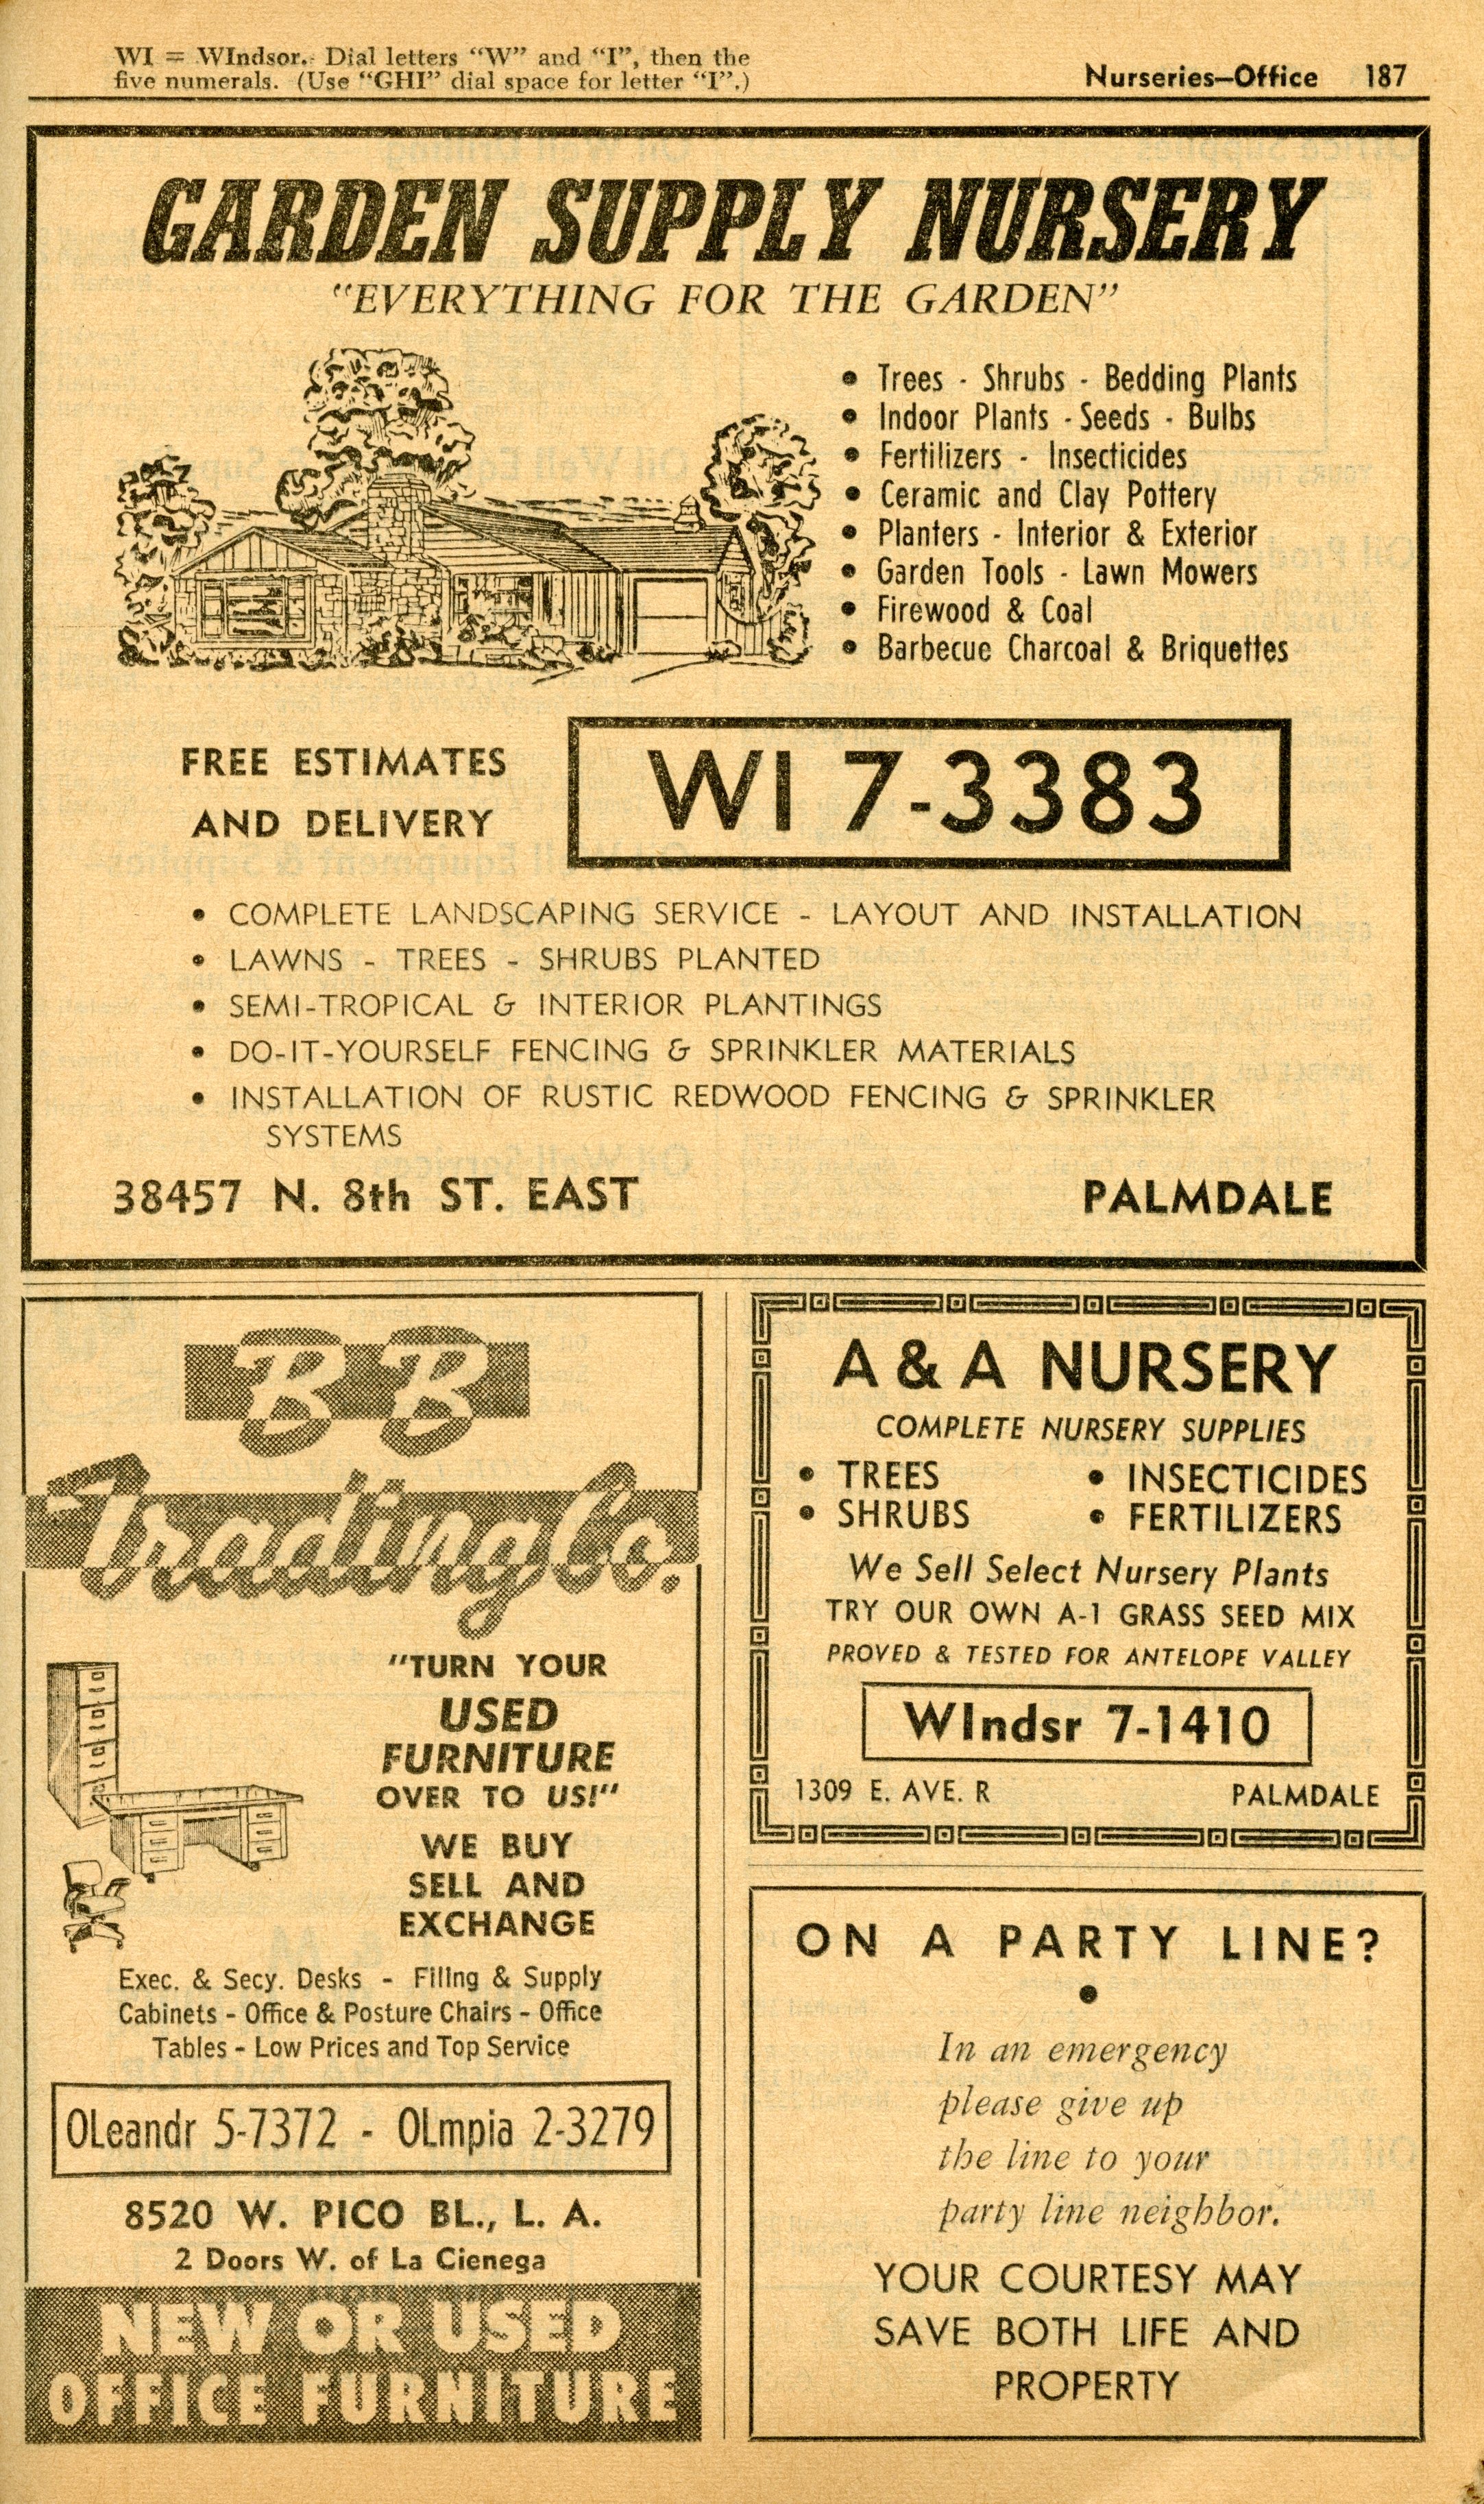 WI = WIndsor. Dial letters "W" and "I", then the
five numerals. (Use "GHI" dial space for letter "I".)
Nurseries—Office 187
GARDEN SUPPLY NURSERY
"EVERYTHING FOR THE GARDEN"
• Trees - Shrubs - Bedding Plants
• Indoor Plants - Seeds - Bulbs
• Fertilizers - Insecticides
• Ceramic and Clay Pottery
• Planters - Interior & Exterior
• Garden Tools - Lawn Mowers
• Firewood & Coal
• Barbecue Charcoal & Briquettes
FREE ESTIMATES
AND DELIVERY
WI 7-3383
• COMPLETE LANDSCAPING SERVICE - LAYOUT AND INSTALLATION
• LAWNS - TREES - SHRUBS PLANTED
• SEMI-TROPICAL & INTERIOR PLANTINGS
• DO-IT-YOURSELF FENCING & SPRINKLER MATERIALS
• INSTALLATION OF RUSTIC REDWOOD FENCING & SPRINKLER
SYSTEMS
38457 N. 8th ST. EAST PALMDALE
BB
Trading Co.
"TURN YOUR
USED
FURNITURE
OVER TO US!"
WE BUY
SELL AND
EXCHANGE
Exec. & Secy. Desks - Filing & Supply
Cabinets - Office & Posture Chairs - Office
Tables - Low Prices and Top Service
OLeandr 5-7372 - OLmpia 2-3279
8520 W. PICO BL., L. A.
2 Doors W. of La Cienega
NEW OR USED
OFFICE FURNITURE
A & A NURSERY
COMPLETE NURSERY SUPPLIES
• TREES • INSECTICIDES
• SHRUBS • FERTILIZERS
We Sell Select Nursery Plants
TRY OUR OWN A-1 GRASS SEED MIX
PROVED & TESTED FOR ANTELOPE VALLEY
WIndsr 7-1410
1309 E. AVE. R PALMDALE
ON A PARTY LINE?
•
In an emergency
please give up
the line to your
party line neighbor.
YOUR COURTESY MAY
SAVE BOTH LIFE AND
PROPERTY